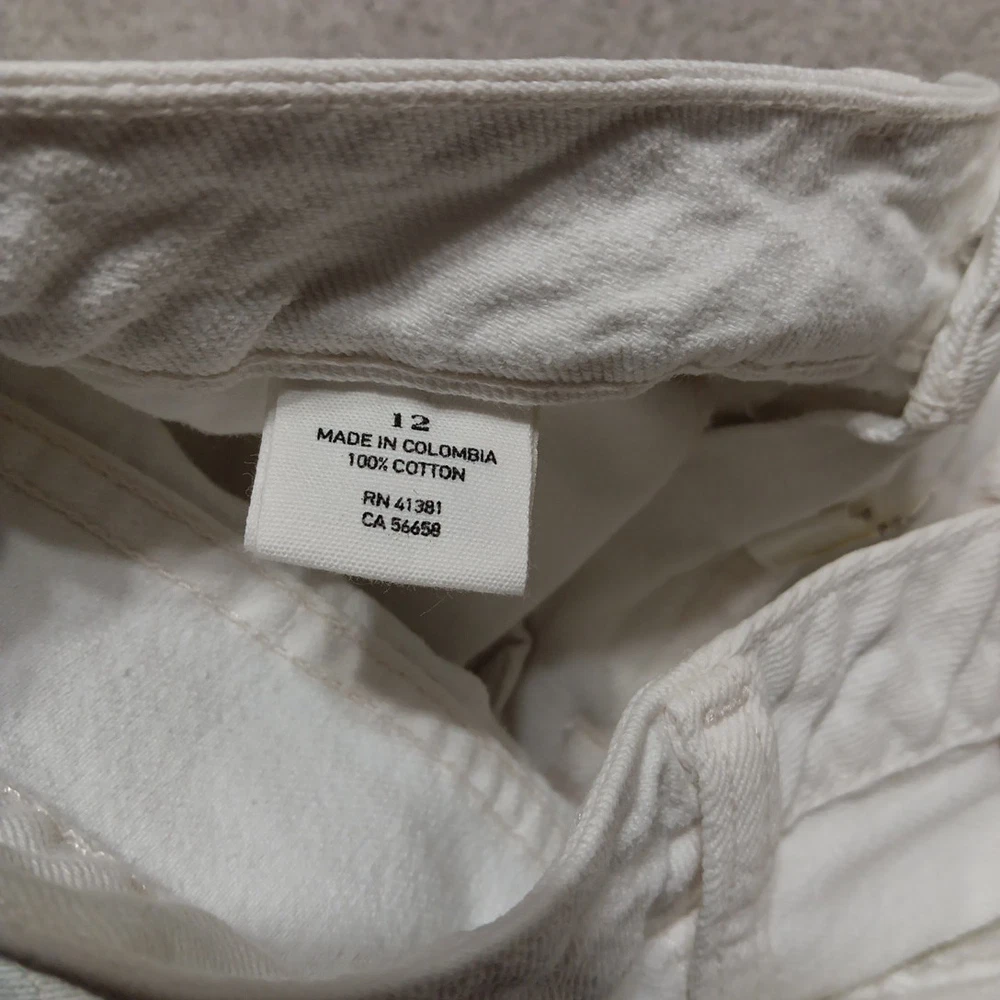 12
MADE IN COLOMBIA
100% COTTON
RN 41381
CA 56658